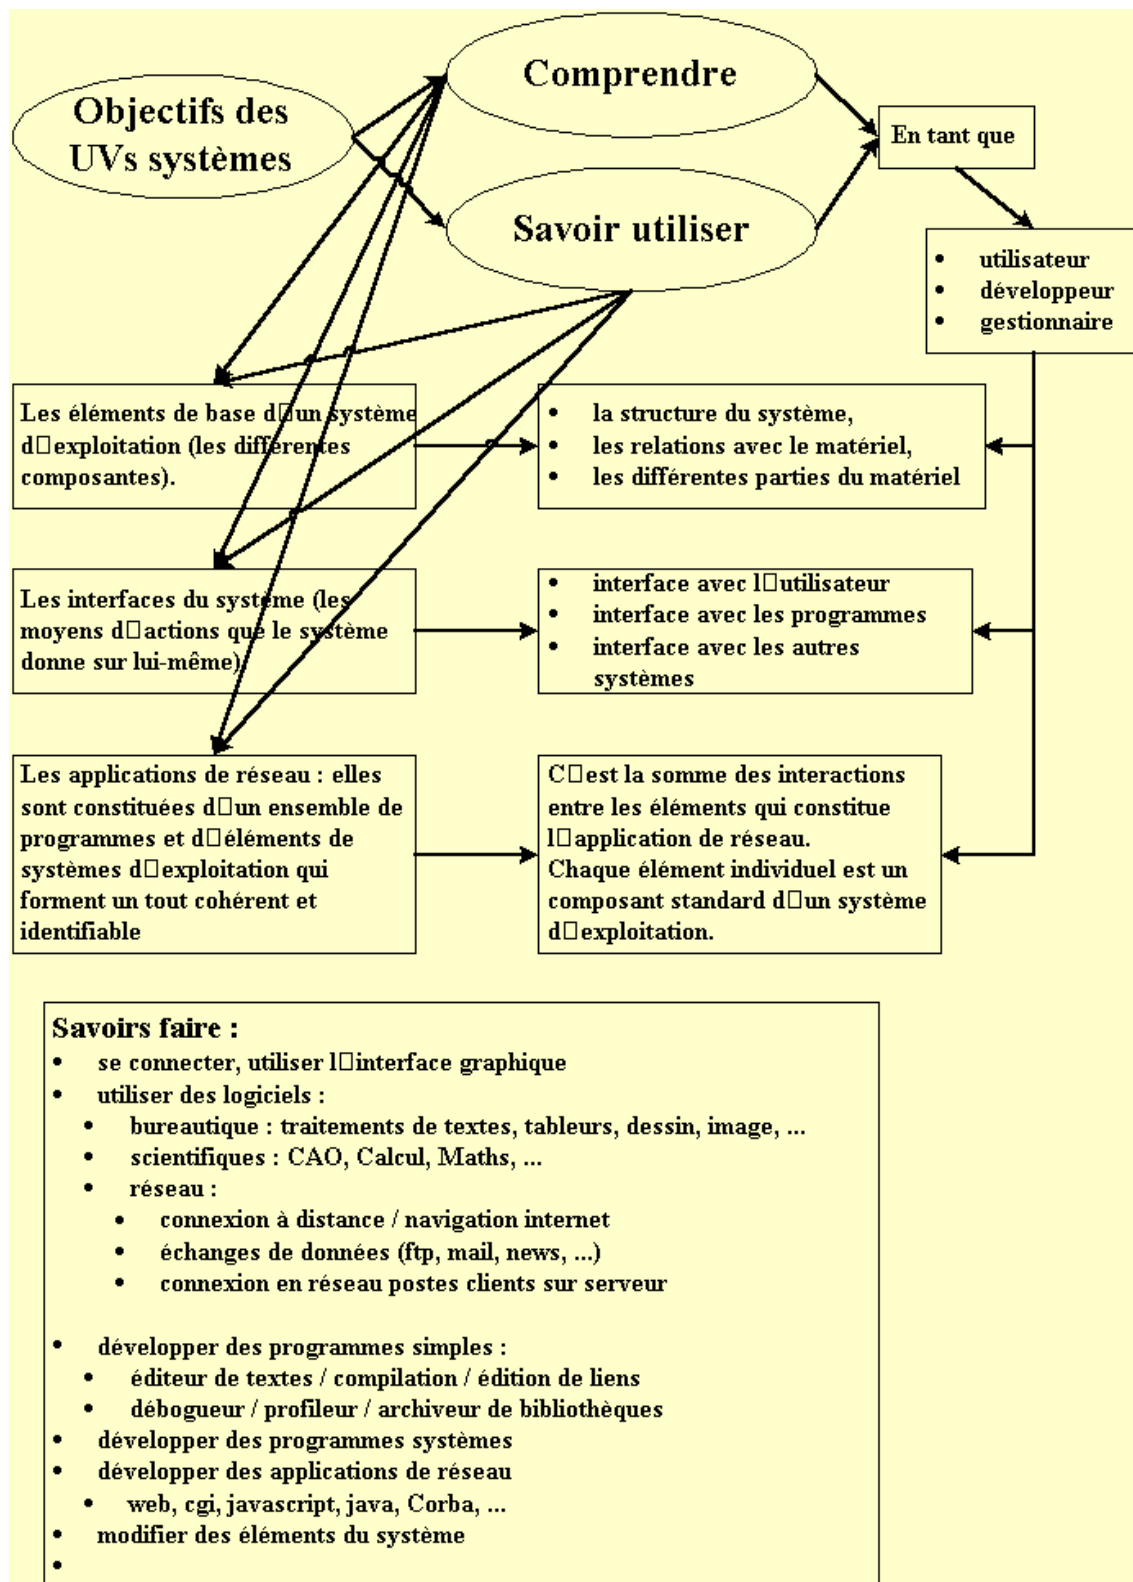 Comprendre
Objectifs des
UVs systèmes
En tant que
Savoir utiliser
• utilisateur
• développeur
• gestionnaire
Les éléments de base d□un système
d□exploitation (les différentes
composantes).
• la structure du système,
• les relations avec le matériel,
• les différentes parties du matériel
Les interfaces du système (les
moyens d□actions que le système
donne sur lui-même)
• interface avec l□utilisateur
• interface avec les programmes
• interface avec les autres
systèmes
Les applications de réseau : elles
sont constituées d□un ensemble de
programmes et d□éléments de
systèmes d□exploitation qui
forment un tout cohérent et
identifiable
C□est la somme des interactions
entre les éléments qui constitue
l□application de réseau.
Chaque élément individuel est un
composant standard d□un système
d□exploitation.
Savoirs faire :
• se connecter, utiliser l□interface graphique
• utiliser des logiciels :
• bureautique : traitements de textes, tableurs, dessin, image, ...
• scientifiques : CAO, Calcul, Maths, ...
• réseau :
• connexion à distance / navigation internet
• échanges de données (ftp, mail, news, ...)
• connexion en réseau postes clients sur serveur
• développer des programmes simples :
• éditeur de textes / compilation / édition de liens
• débogueur / profileur / archiveur de bibliothèques
• développer des programmes systèmes
• développer des applications de réseau
• web, cgi, javascript, java, Corba, ...
• modifier des éléments du système
•